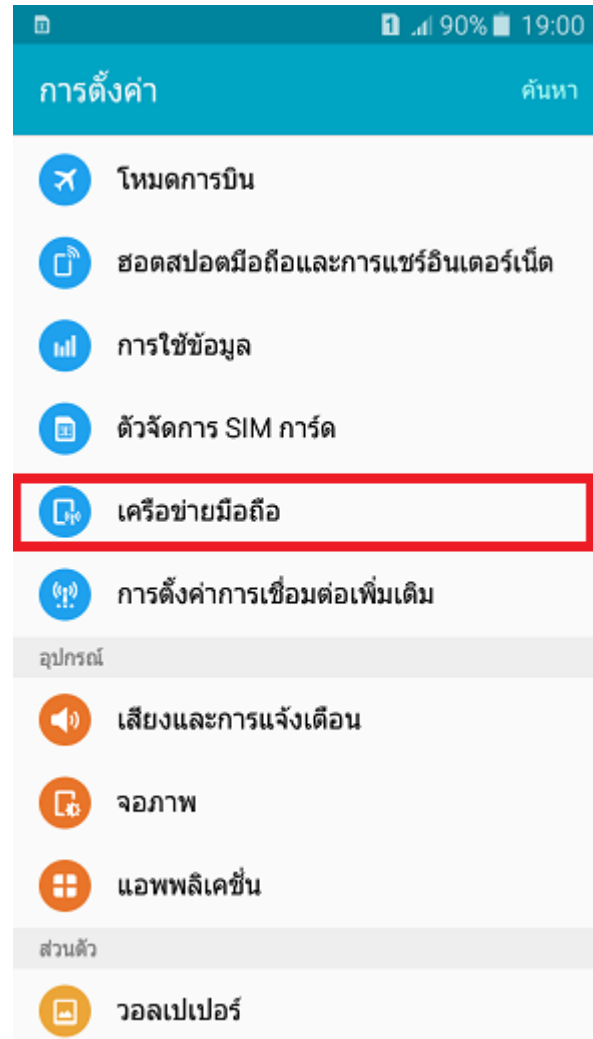 1 90% 19:00
การตั้งค่า ค้นหา
โหมดการบิน
ฮอตสปอตมือถือและการแชร์อินเตอร์เน็ต
การใช้ข้อมูล
ตัวจัดการ SIM การ์ด
เครือข่ายมือถือ
การตั้งค่าการเชื่อมต่อเพิ่มเติม
อุปกรณ์
เสียงและการแจ้งเตือน
จอภาพ
แอพพลิเคชั่น
ส่วนตัว
วอลเปเปอร์